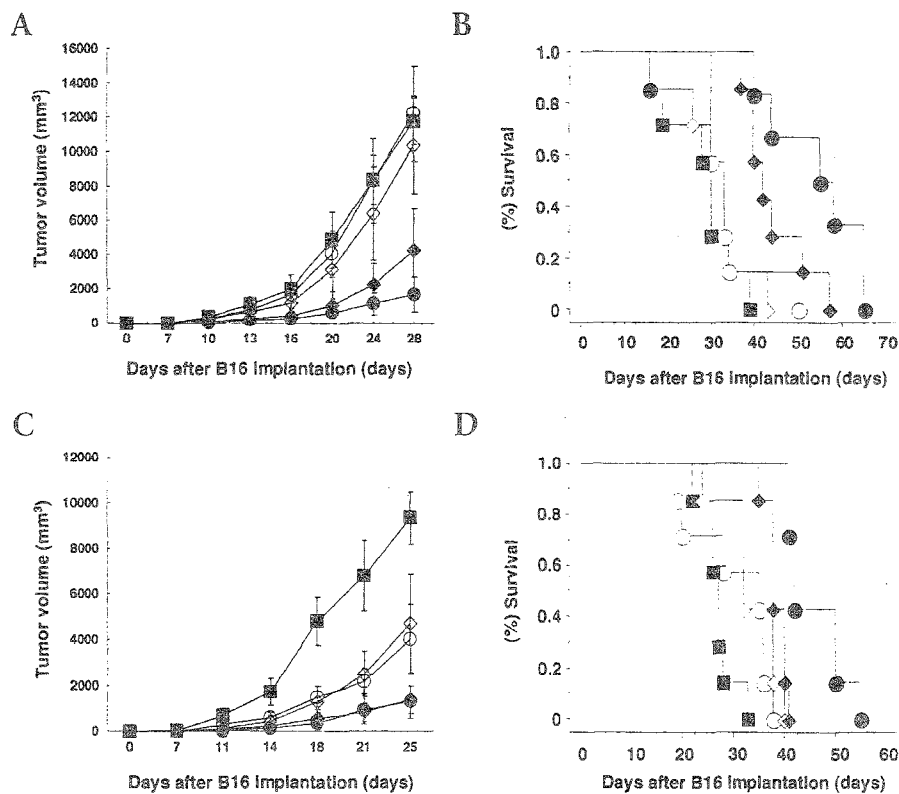 A
Tumor volume (mm³)
16000
14000
12000
10000
8000
6000
4000
2000
0
0 7 10 13 16 20 24 28
Days after B16 Implantation (days)
B
(%) Survival
1.0
0.8
0.6
0.4
0.2
0
0 10 20 30 40 50 60 70
Days after B16 Implantation (days)
C
Tumor volume (mm³)
12000
10000
8000
6000
4000
2000
0
0 7 11 14 18 21 25
Days after B16 Implantation (days)
D
(%) Survival
1.0
0.8
0.6
0.4
0.2
0
0 20 30 40 50 60
Days after B16 Implantation (days)